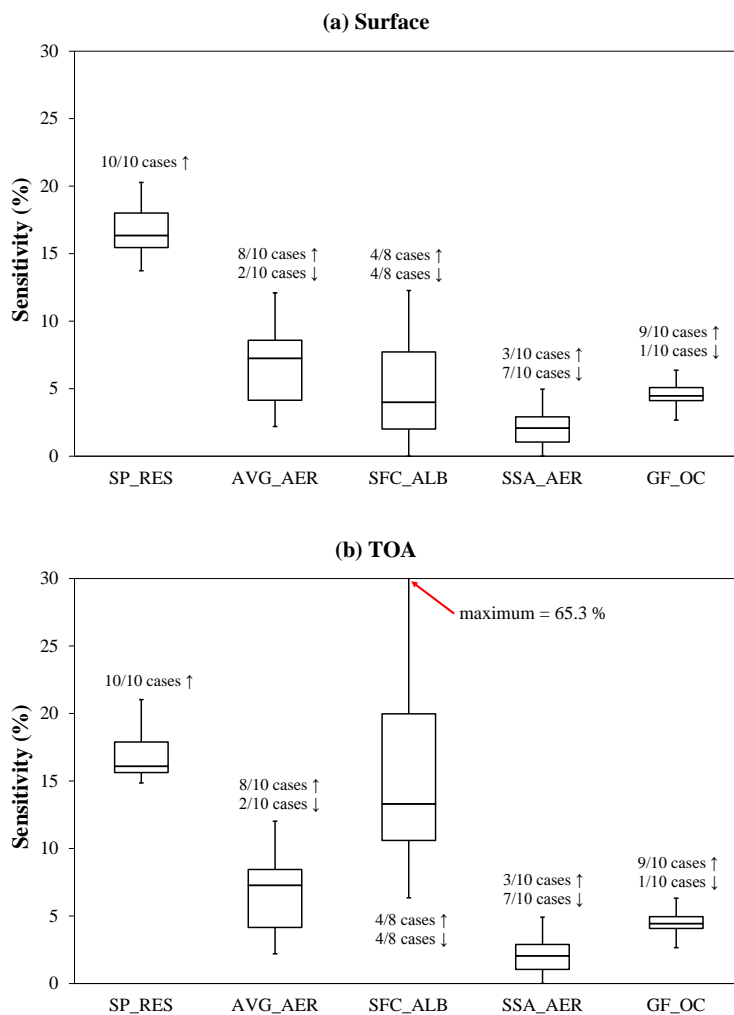 (a) Surface
30
25
20
15
10
5
0
Sensitivity (%)
10/10 cases ↑
8/10 cases ↑
2/10 cases ↓
4/8 cases ↑
4/8 cases ↓
3/10 cases ↑
7/10 cases ↓
9/10 cases ↑
1/10 cases ↓
SP_RES AVG_AER SFC_ALB SSA_AER GF_OC
(b) TOA
30
25
20
15
10
5
0
Sensitivity (%)
maximum = 65.3 %
10/10 cases ↑
8/10 cases ↑
2/10 cases ↓
4/8 cases ↑
4/8 cases ↓
3/10 cases ↑
7/10 cases ↓
9/10 cases ↑
1/10 cases ↓
SP_RES AVG_AER SFC_ALB SSA_AER GF_OC